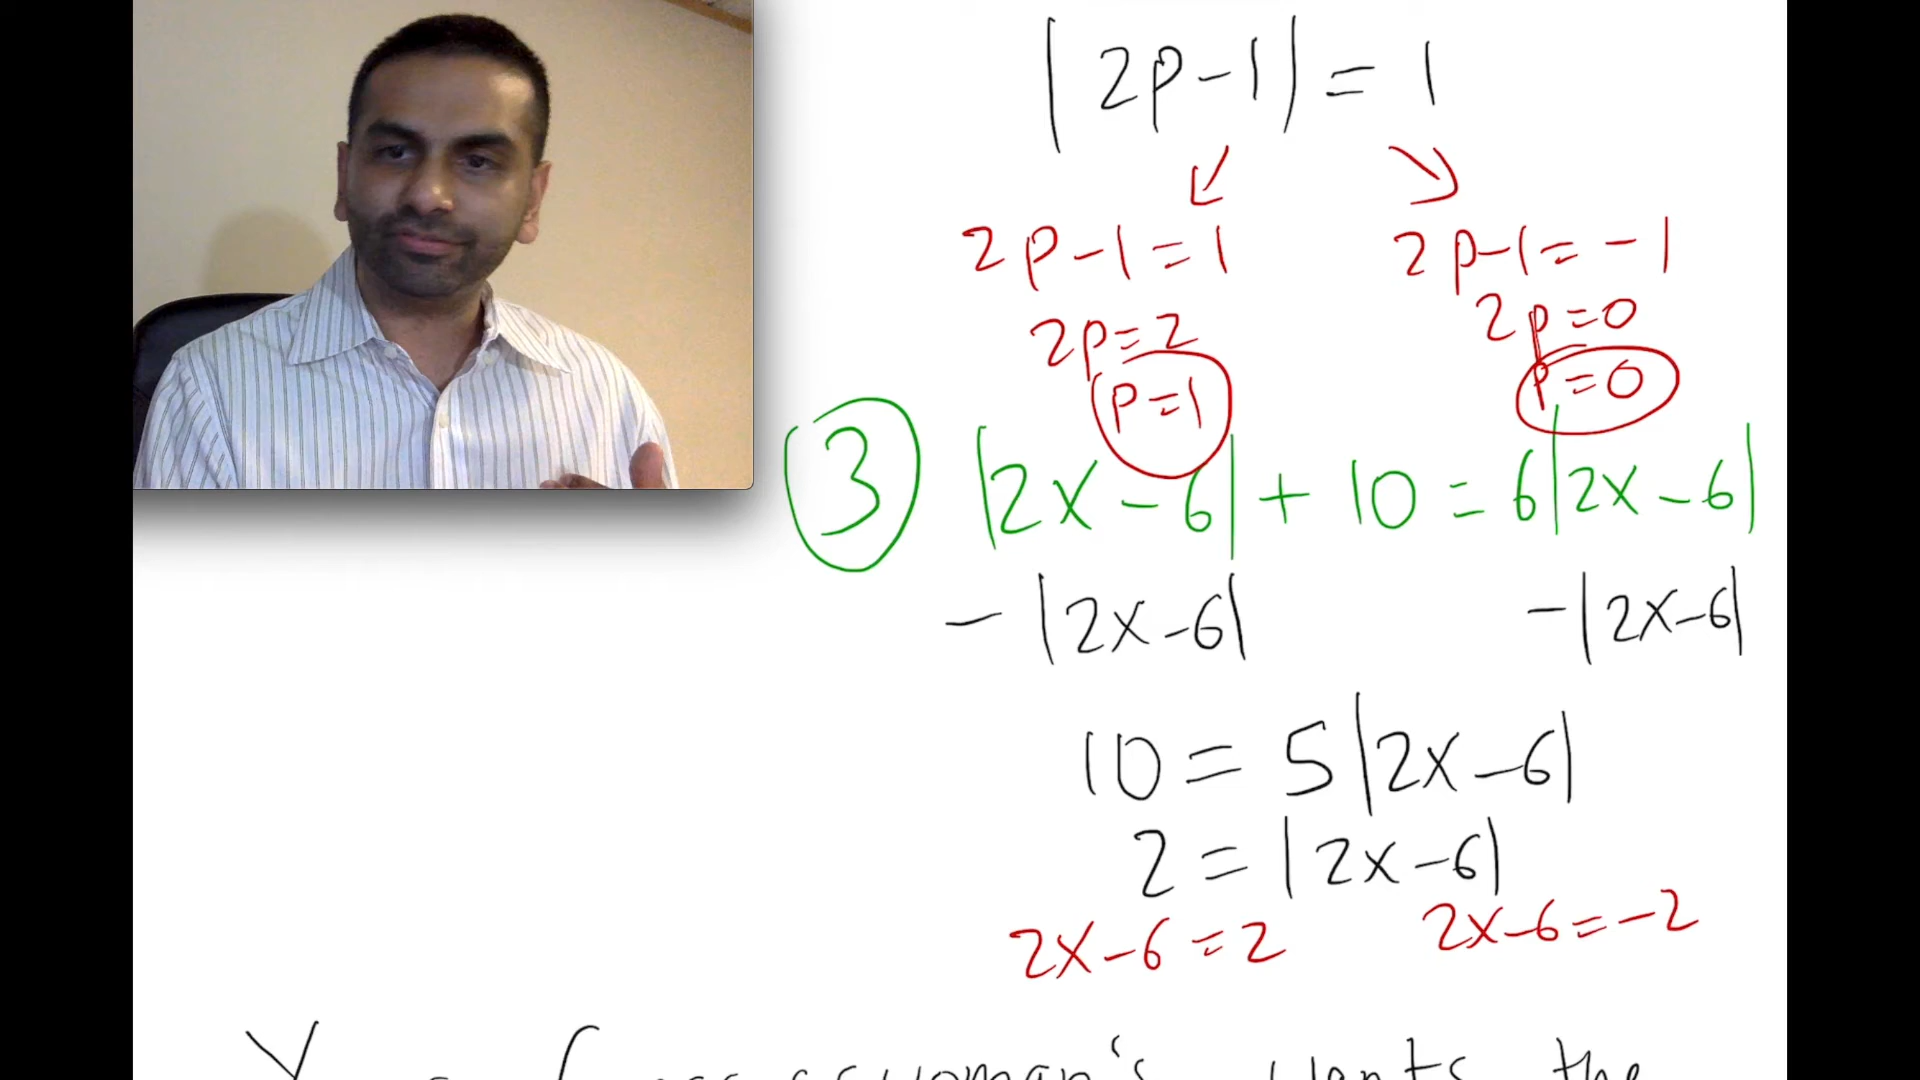 |2p-1| = 1
2p-1=1
2p-1=-1
2p=2
2p=0
p=1
p=0
3 |2x-6| + 10 = 6|2x-6|
-|2x-6| -|2x-6|
10 = 5|2x-6|
2 = |2x-6|
2x-6=2
2x-6=-2
the